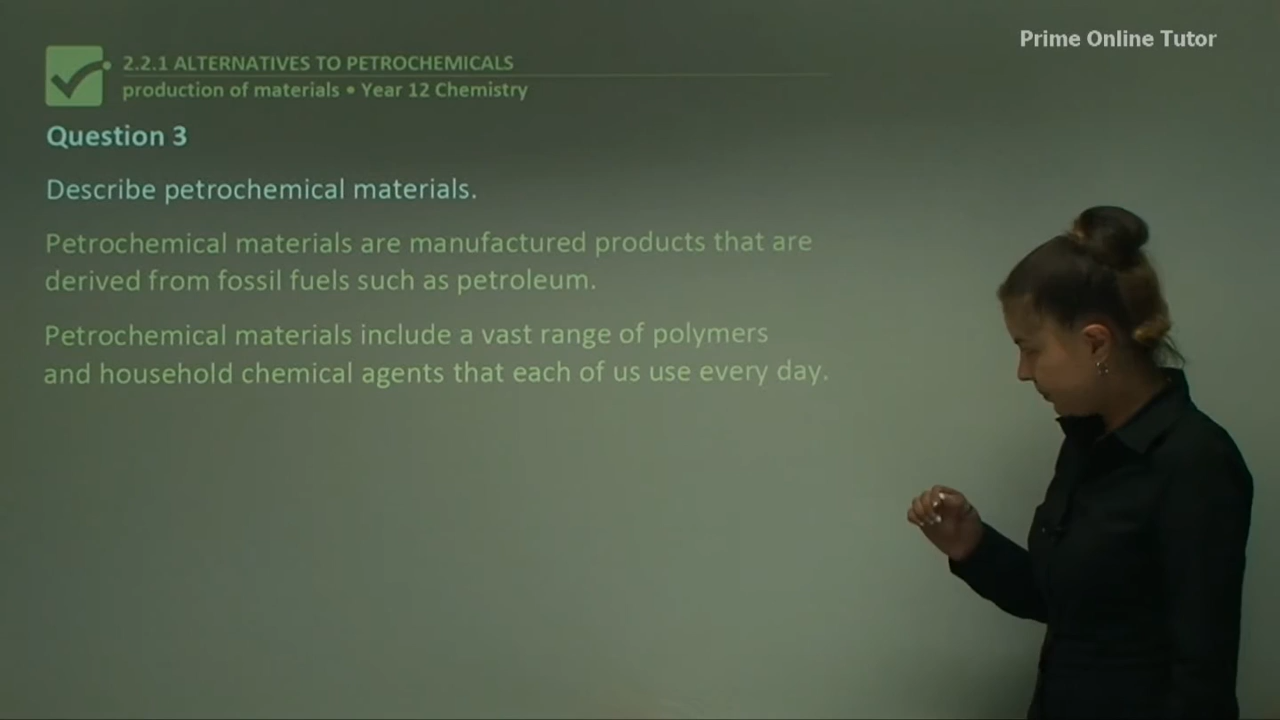 Prime Online Tutor
2.2.1 ALTERNATIVES TO PETROCHEMICALS
production of materials • Year 12 Chemistry
Question 3
Describe petrochemical materials.
Petrochemical materials are manufactured products that are
derived from fossil fuels such as petroleum.
Petrochemical materials include a vast range of polymers
and household chemical agents that each of us use every day.